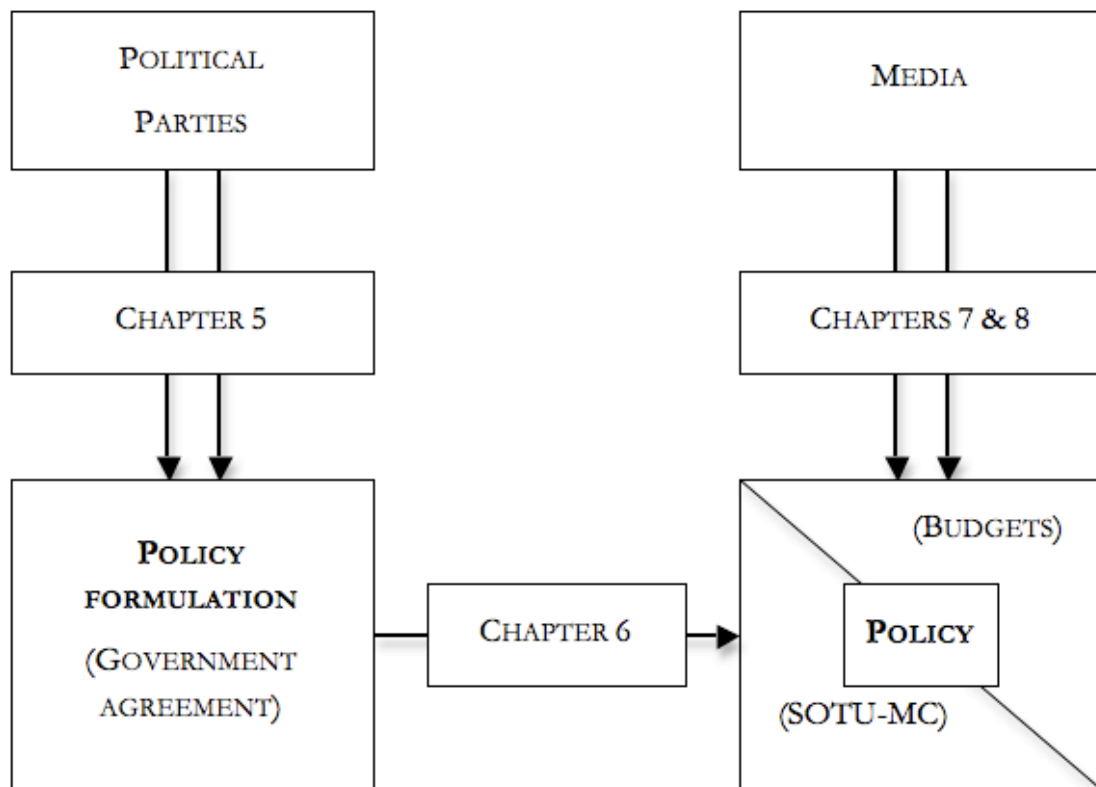 POLITICAL
PARTIES
MEDIA
CHAPTER 5
CHAPTERS 7 & 8
POLICY
FORMULATION
(GOVERNMENT
AGREEMENT)
CHAPTER 6
(BUDGETS)
POLICY
(SOTU-MC)